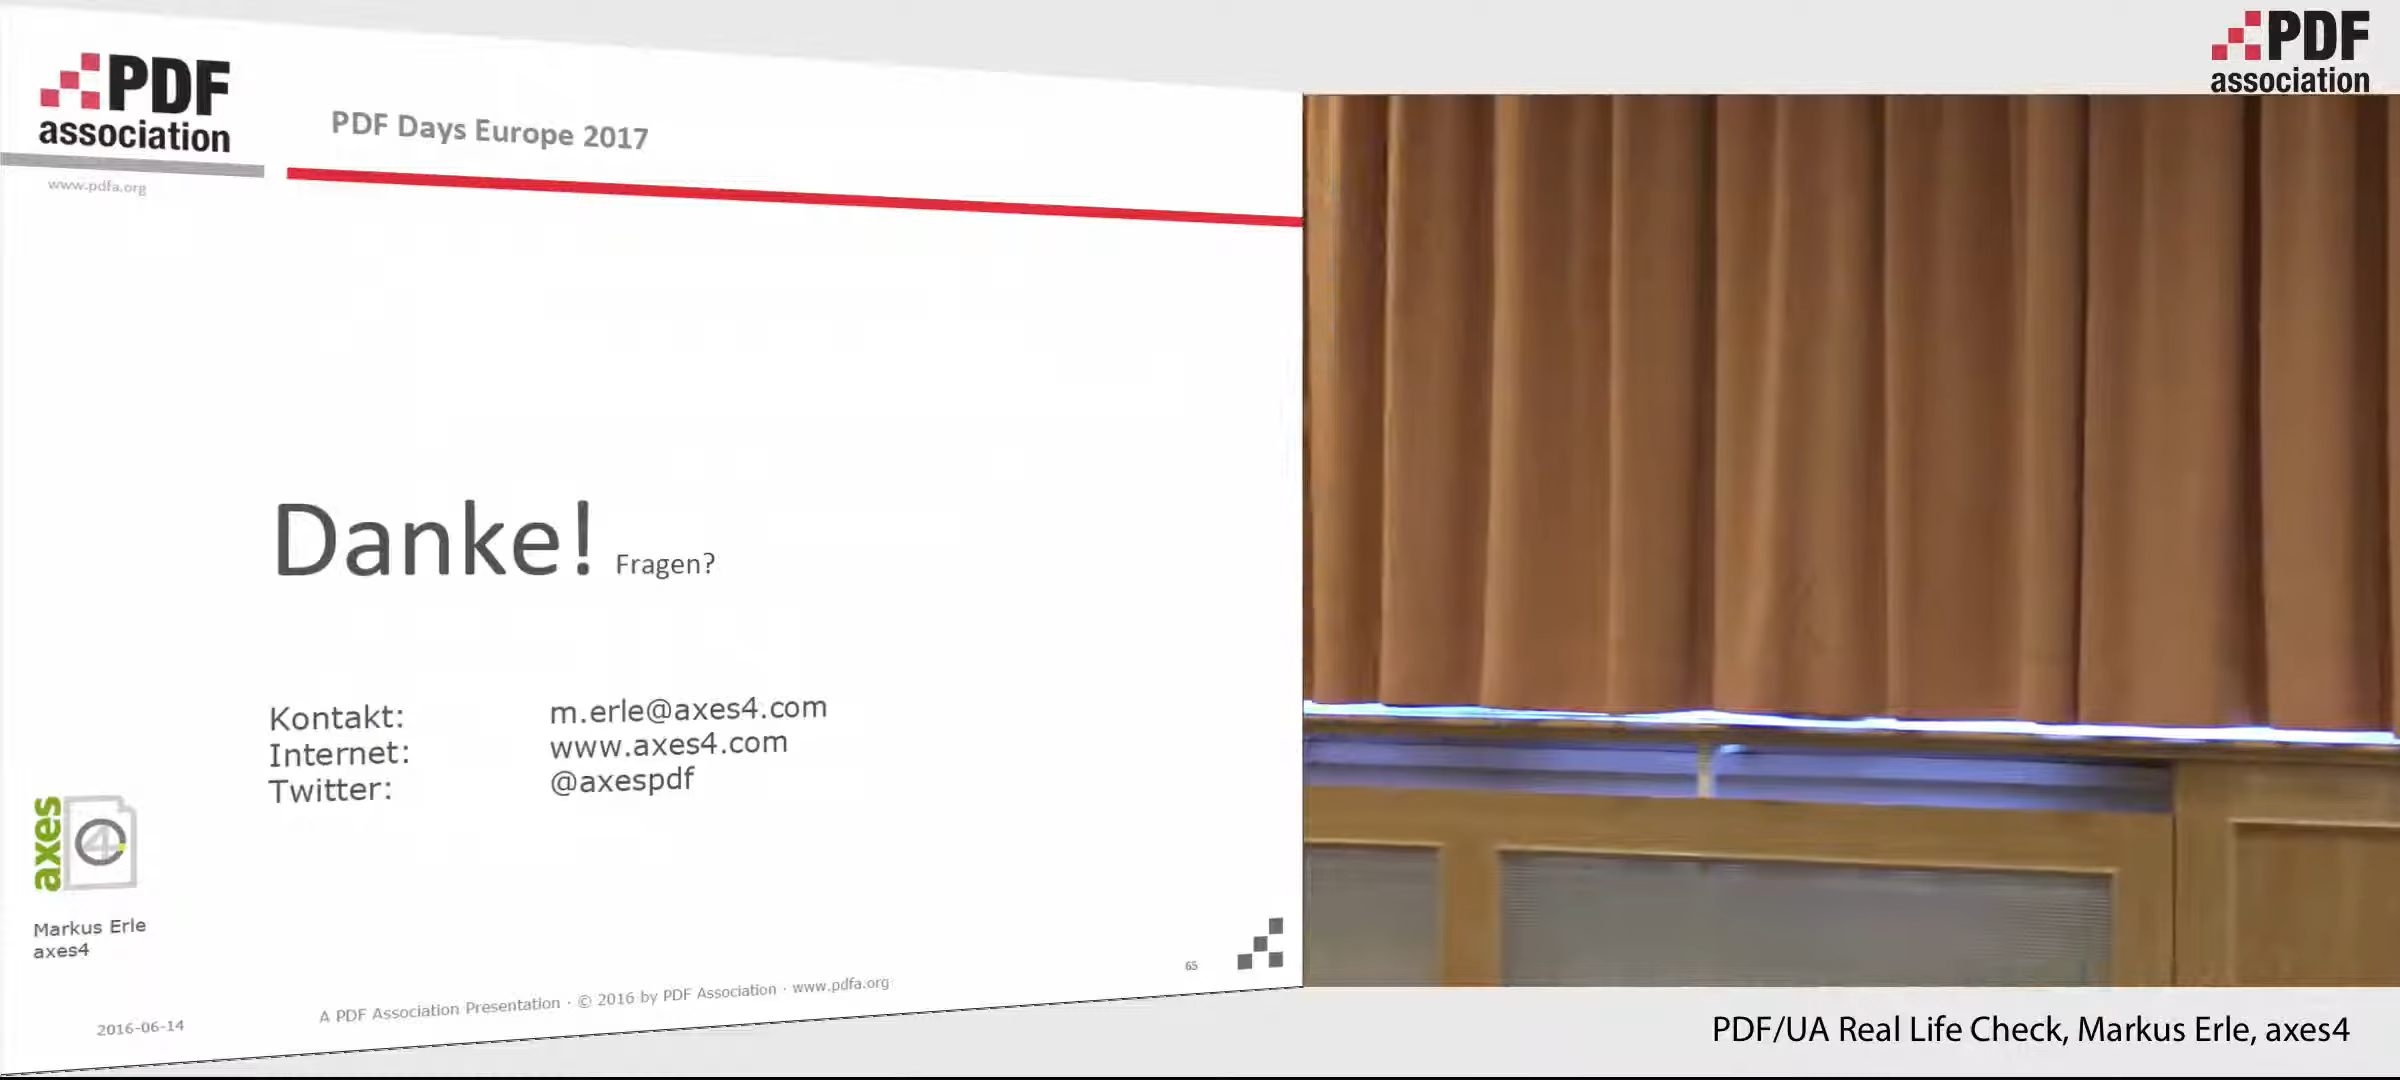 PDF
association
www.pdfa.org
PDF Days Europe 2017
PDF
association
Danke! Fragen?
Kontakt: m.erle@axes4.com
Internet: www.axes4.com
Twitter: @axespdf
axes
4
Markus Erle
axes4
2016-06-14
A PDF Association Presentation · © 2016 by PDF Association · www.pdfa.org
65
PDF/UA Real Life Check, Markus Erle, axes4